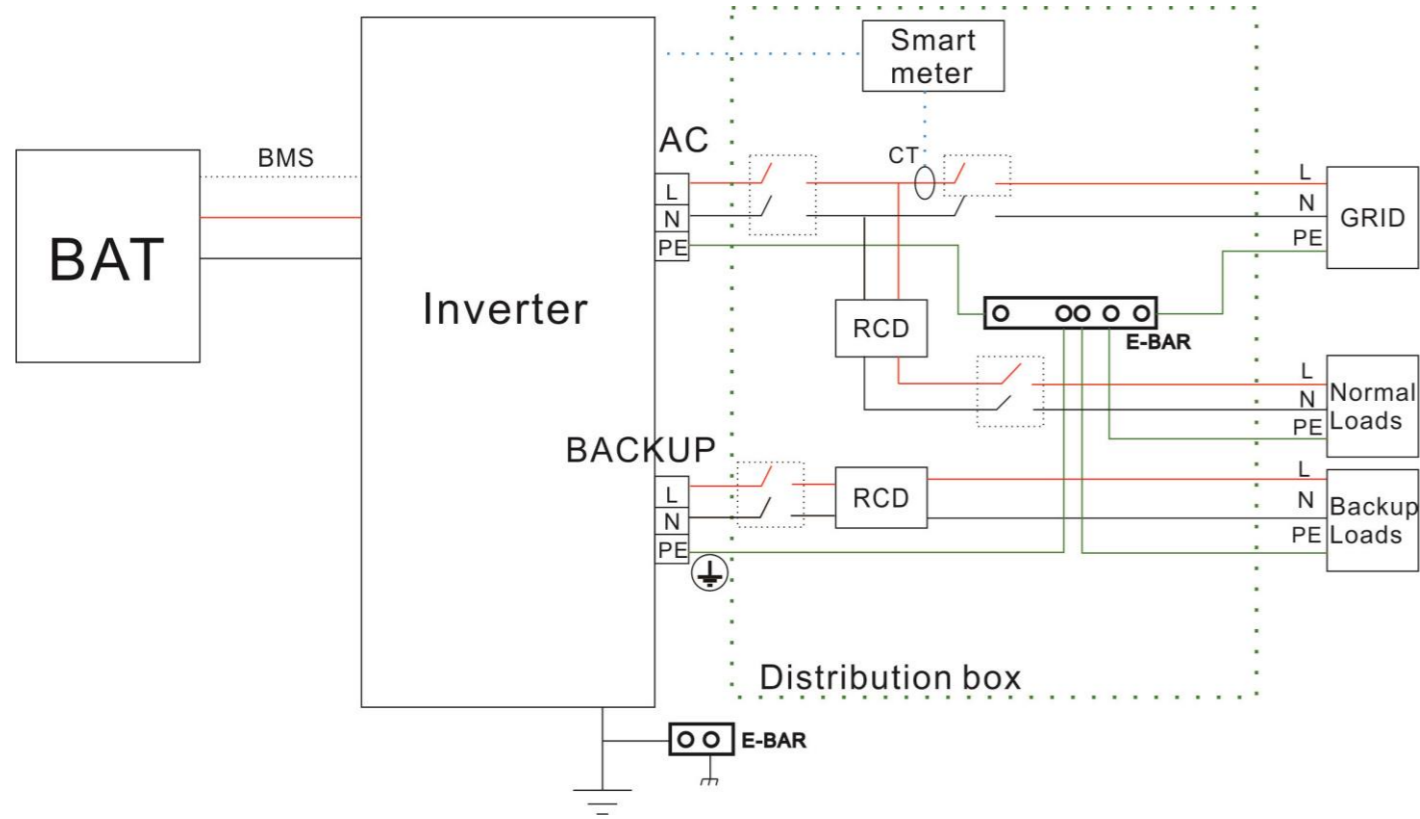 Smart
meter
AC
BMS
CT
L
L
N
N
GRID
BAT
PE
PE
Inverter
RCD
E-BAR
L
Normal
N
Loads
PE
BACKUP
L
L
RCD
N
Backup
N
PE
Loads
PE
Distribution box
E-BAR